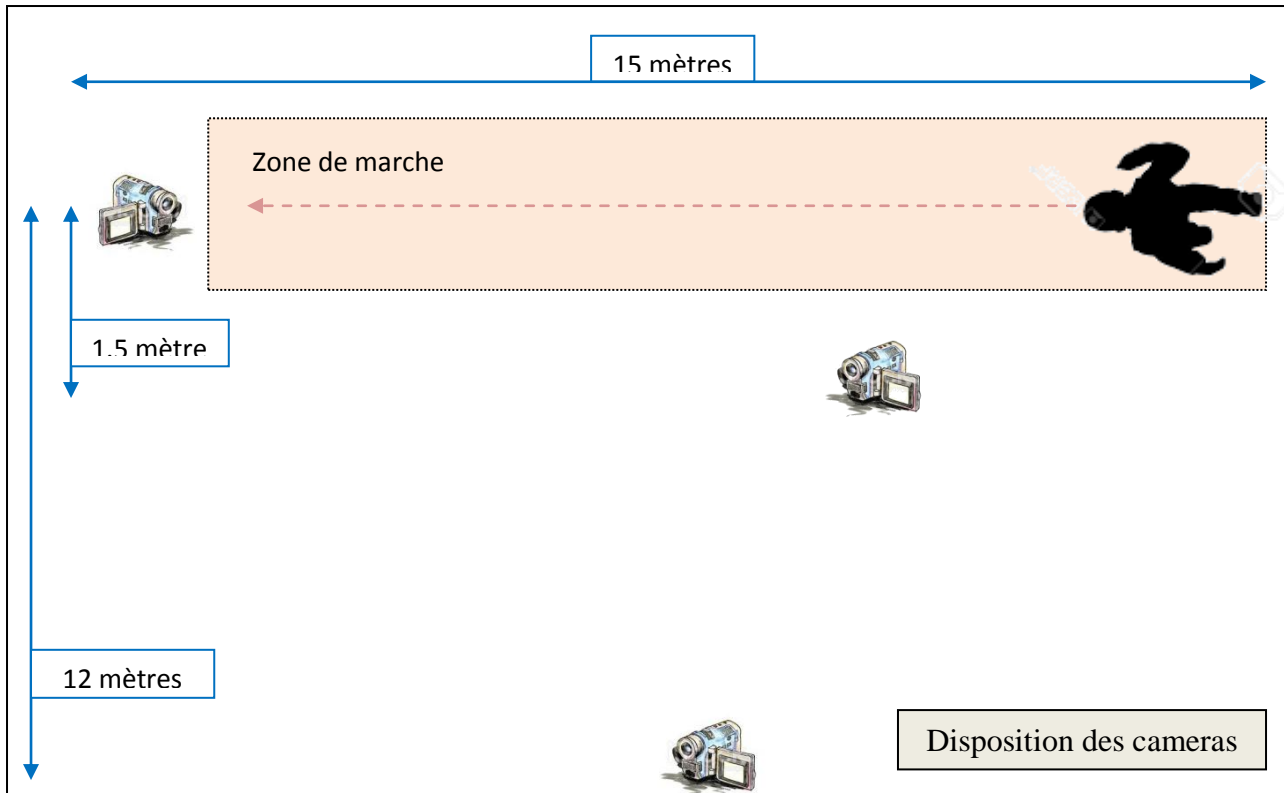 15 mètres
Zone de marche
1.5 mètre
12 mètres
Disposition des cameras